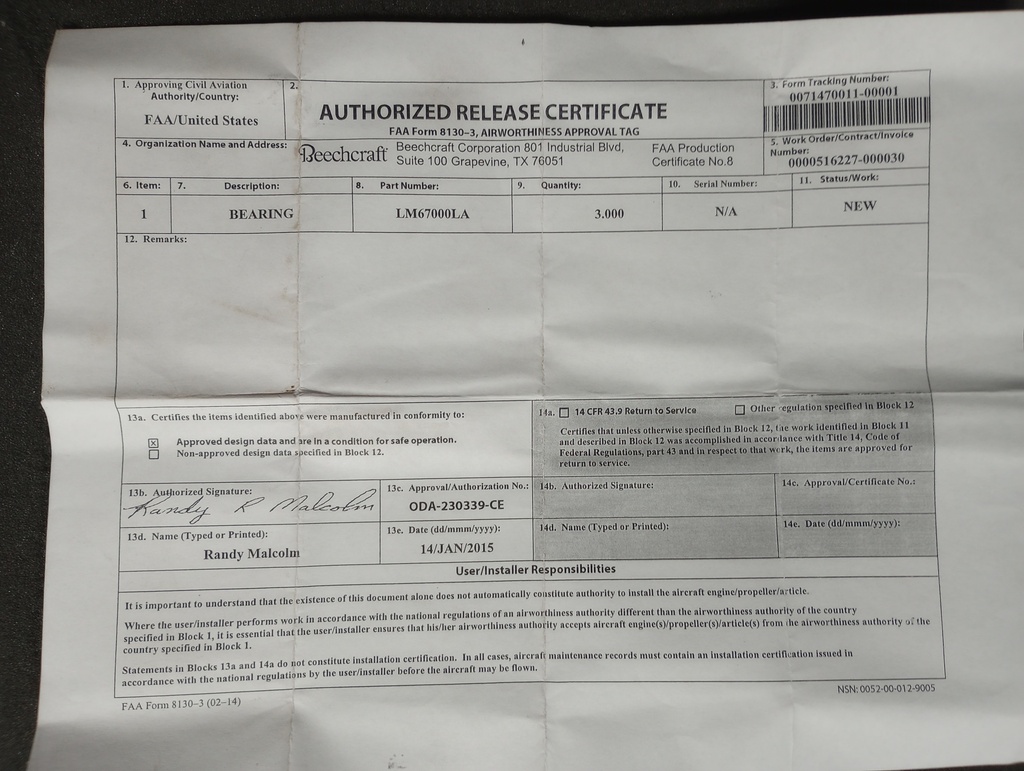 1. Approving Civil Aviation
Authority/Country:
FAA/United States
2.
AUTHORIZED RELEASE CERTIFICATE
FAA Form 8130–3, AIRWORTHINESS APPROVAL TAG
3. Form Tracking Number:
0071470011-00001
4. Organization Name and Address:
Beechcraft
Beechcraft Corporation 801 Industrial Blvd,
Suite 100 Grapevine, TX 76051
FAA Production
Certificate No.8
5. Work Order/Contract/Invoice
Number:
0000516227-000030
6. Item:
7. Description:
8. Part Number:
9. Quantity:
10. Serial Number:
11. Status/Work:
1
BEARING
LM67000LA
3.000
N/A
NEW
12. Remarks:
13a. Certifies the items identified above were manufactured in conformity to:
Approved design data and are in a condition for safe operation.
Non-approved design data specified in Block 12.
14a. 14 CFR 43.9 Return to Service
Other regulation specified in Block 12
Certifies that unless otherwise specified in Block 12, the work identified in Block 11
and described in Block 12 was accomplished in accordance with Title 14, Code of
Federal Regulations, part 43 and in respect to that work, the items are approved for
return to service.
13b. Authorized Signature:
Randy R Malcolm
13c. Approval/Authorization No.:
ODA-230339-CE
14b. Authorized Signature:
14c. Approval/Certificate No.:
13d. Name (Typed or Printed):
Randy Malcolm
13e. Date (dd/mmm/yyyy):
14/JAN/2015
14d. Name (Typed or Printed):
14e. Date (dd/mmm/yyyy):
User/Installer Responsibilities
It is important to understand that the existence of this document alone does not automatically constitute authority to install the aircraft engine/propeller/article.
Where the user/installer performs work in accordance with the national regulations of an airworthiness authority different than the airworthiness authority of the country
specified in Block 1, it is essential that the user/installer ensures that his/her airworthiness authority accepts aircraft engine(s)/propeller(s)/article(s) from the airworthiness authority of the
country specified in Block 1.
Statements in Blocks 13a and 14a do not constitute installation certification. In all cases, aircraft maintenance records must contain an installation certification issued in
accordance with the national regulations by the user/installer before the aircraft may be flown.
FAA Form 8130–3 (02-14)
NSN: 0052-00-012-9005